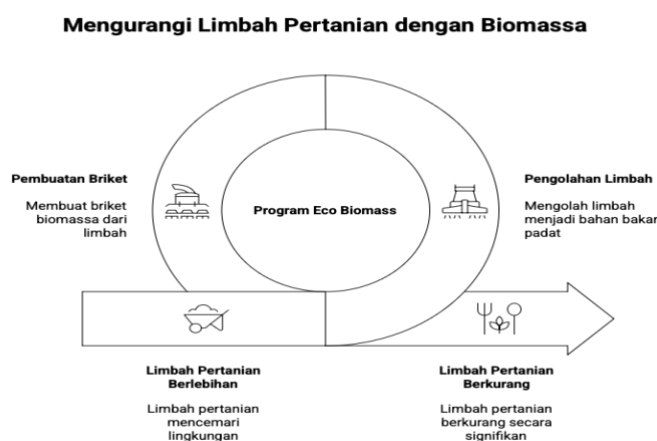 Mengurangi Limbah Pertanian dengan Biomassa
Pembuatan Briket
Membuat briket
biomassa dari
limbah
Program Eco Biomass
Pengolahan Limbah
Mengolah limbah
menjadi bahan bakar
padat
Limbah Pertanian
Berlebihan
Limbah pertanian
mencemari
lingkungan
Limbah Pertanian
Berkurang
Limbah pertanian
berkurang secara
signifikan